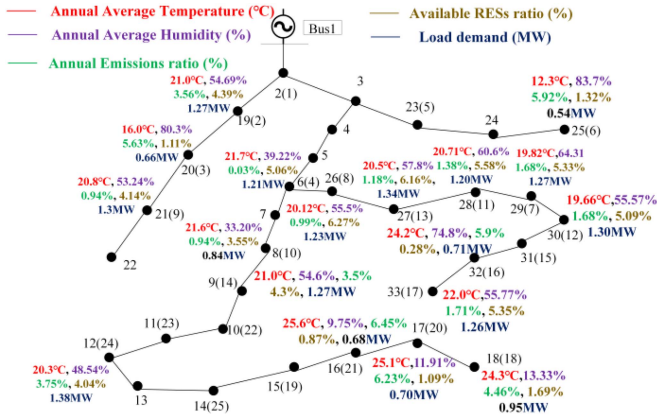 Annual Average Temperature (℃)
Annual Average Humidity (%)
Annual Emissions ratio (%)
Bus1
Available RESs ratio (%)
Load demand (MW)
2(1)
21.0℃, 54.69%
3.56%, 4.39%
1.27MW
19(2)
16.0℃, 80.3%
5.63%, 1.11%
0.66MW
20(3)
20.8℃, 53.24%
0.94%, 4.14%
1.3MW
21(9)
22
3
4
5
23(5)
24
12.3℃, 83.7%
5.92%, 1.32%
0.54MW
25(6)
21.7℃, 39.22%
0.03%, 5.06%
1.21MW
6(4)
26(8)
20.12℃, 55.5%
0.99%, 6.27%
1.23MW
20.5℃, 57.8%
1.18%, 6.16%
1.34MW
27(13)
20.71℃, 60.6%
1.38%, 5.58%
1.20MW
28(11)
19.82℃, 64.31
1.68%, 5.33%
1.27MW
29(7)
19.66℃, 55.57%
1.68%, 5.09%
1.30MW
30(12)
24.2℃, 74.8%, 5.9%
0.28%, 0.71MW
31(15)
32(16)
33(17)
22.0℃, 55.77%
1.71%, 5.35%
1.26MW
7
21.6℃, 33.20%
0.94%, 3.55%
0.84MW
8(10)
9(14)
21.0℃, 54.6%, 3.5%
4.3%, 1.27MW
10(22)
11(23)
12(24)
20.3℃, 48.54%
3.75%, 4.04%
1.38MW
13
14(25)
15(19)
25.6℃, 9.75%, 6.45%
0.87%, 0.68MW
16(21)
17(20)
25.1℃, 11.91%
6.23%, 1.09%
0.70MW
18(18)
24.3℃, 13.33%
4.46%, 1.69%
0.95MW